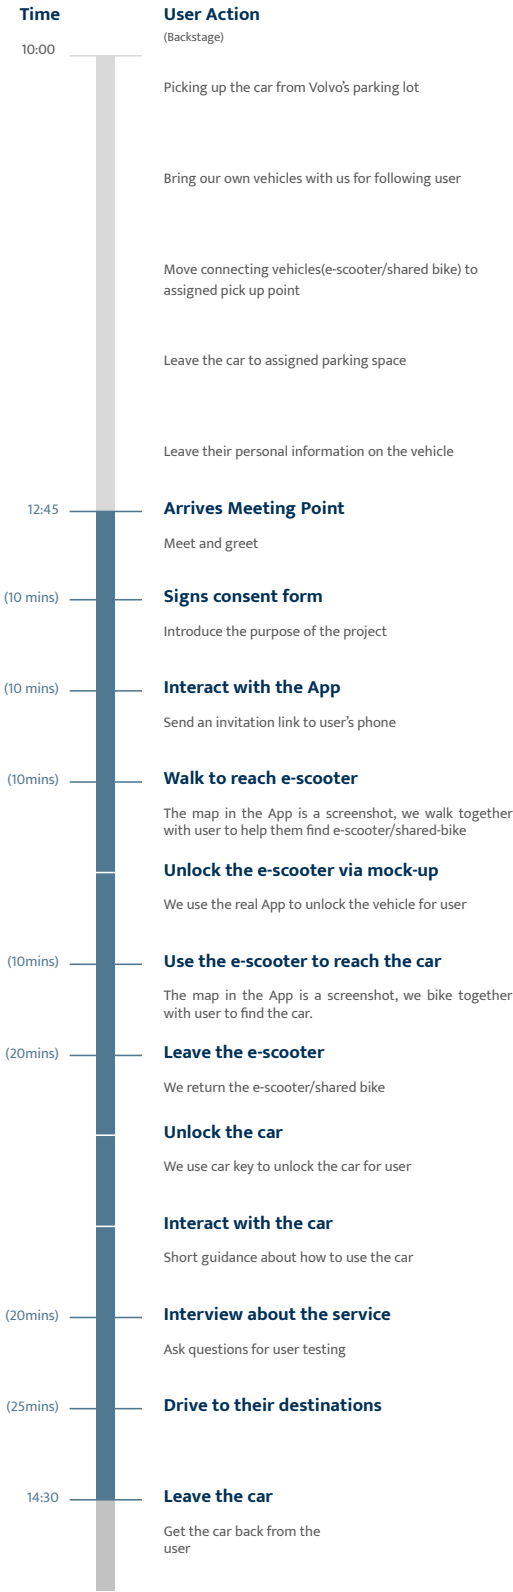 Time User Action
(Backstage)
10:00
Picking up the car from Volvo's parking lot
Bring our own vehicles with us for following user
Move connecting vehicles(e-scooter/shared bike) to
assigned pick up point
Leave the car to assigned parking space
Leave their personal information on the vehicle
12:45 Arrives Meeting Point
Meet and greet
(10 mins) Signs consent form
Introduce the purpose of the project
(10 mins) Interact with the App
Send an invitation link to user's phone
(10mins) Walk to reach e-scooter
The map in the App is a screenshot, we walk together
with user to help them find e-scooter/shared-bike
Unlock the e-scooter via mock-up
We use the real App to unlock the vehicle for user
(10mins) Use the e-scooter to reach the car
The map in the App is a screenshot, we bike together
with user to find the car.
(20mins) Leave the e-scooter
We return the e-scooter/shared bike
Unlock the car
We use car key to unlock the car for user
Interact with the car
Short guidance about how to use the car
(20mins) Interview about the service
Ask questions for user testing
(25mins) Drive to their destinations
14:30 Leave the car
Get the car back from the
user